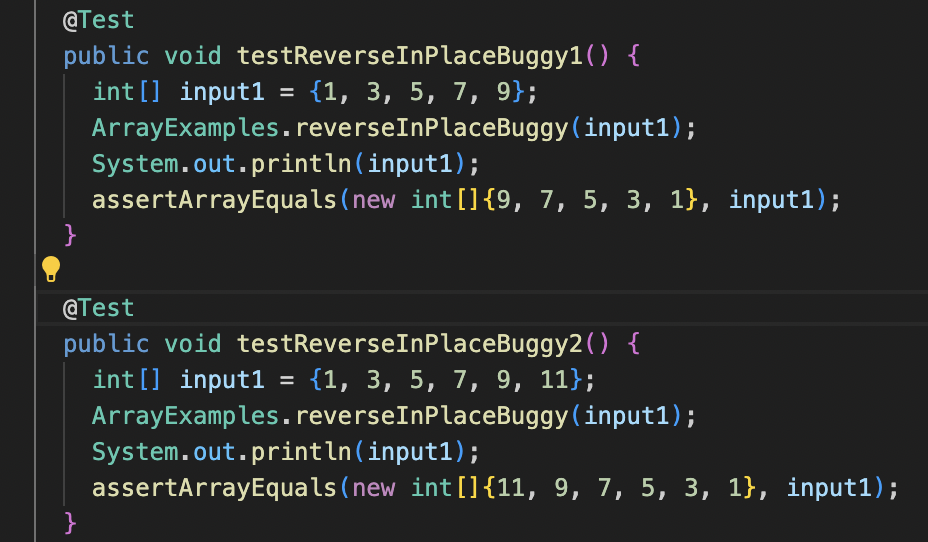 @Test
public void testReverseInPlaceBuggy1() {
int[] input1 = {1, 3, 5, 7, 9};
ArrayExamples.reverseInPlaceBuggy(input1);
System.out.println(input1);
assertArrayEquals(new int[]{9, 7, 5, 3, 1}, input1);
}
@Test
public void testReverseInPlaceBuggy2() {
int[] input1 = {1, 3, 5, 7, 9, 11};
ArrayExamples.reverseInPlaceBuggy(input1);
System.out.println(input1);
assertArrayEquals(new int[]{11, 9, 7, 5, 3, 1}, input1);
}